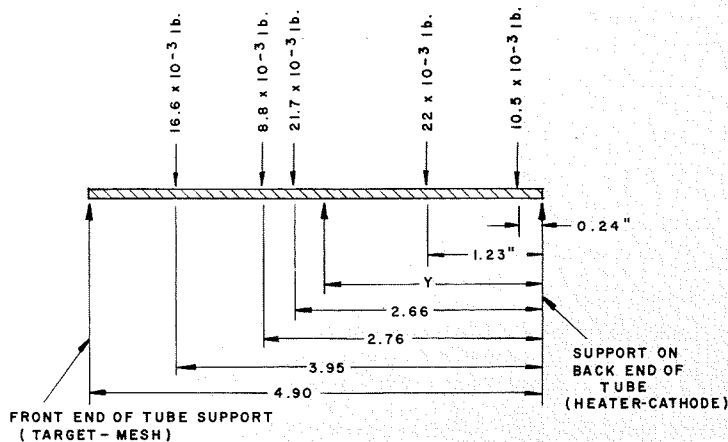 16.6 x 10-3 lb.
8.8 x 10-3 lb.
21.7 x 10-3 lb.
22 x 10-3 lb.
10.5 x 10-3 lb.
0.24"
1.23"
Y
2.66
2.76
3.95
4.90
SUPPORT ON
BACK END OF
TUBE
(HEATER-CATHODE)
FRONT END OF TUBE SUPPORT
(TARGET-MESH)